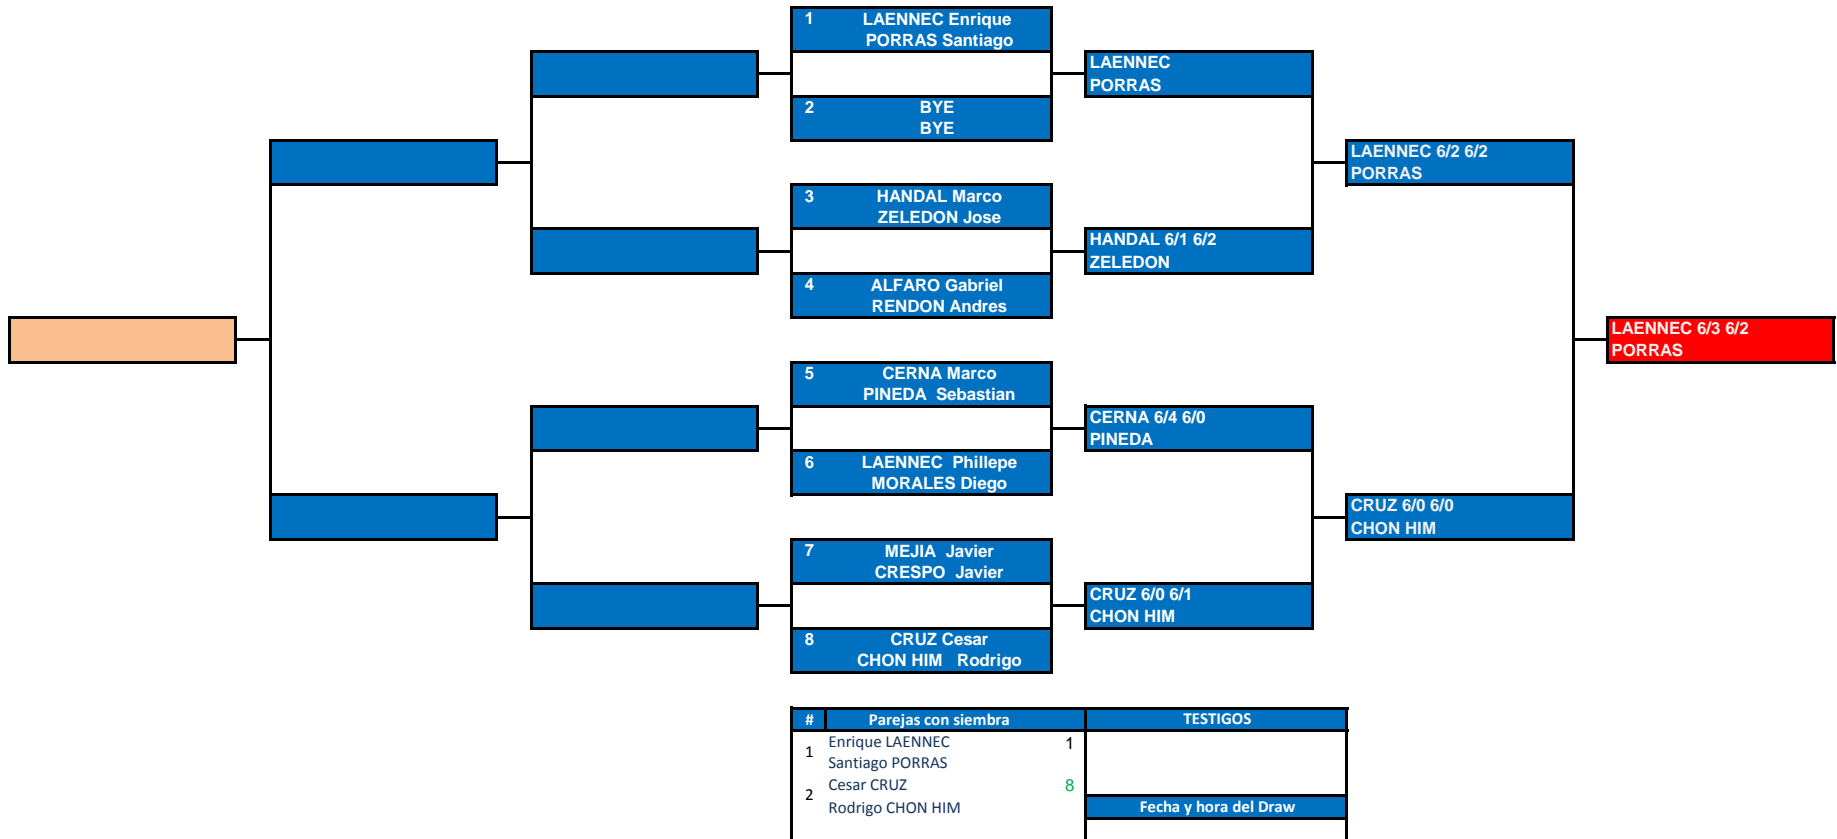 1 LAENNEC Enrique
PORRAS Santiago
LAENNEC
PORRAS
2 BYE
BYE
LAENNEC 6/2 6/2
PORRAS
3 HANDAL Marco
ZELEDON Jose
HANDAL 6/1 6/2
ZELEDON
4 ALFARO Gabriel
RENDON Andres
LAENNEC 6/3 6/2
PORRAS
5 CERNA Marco
PINEDA Sebastian
CERNA 6/4 6/0
PINEDA
6 LAENNEC Phillepe
MORALES Diego
CRUZ 6/0 6/0
CHON HIM
7 MEJIA Javier
CRESPO Javier
CRUZ 6/0 6/1
CHON HIM
8 CRUZ Cesar
CHON HIM Rodrigo
# Parejas con siembra TESTIGOS
1 Enrique LAENNEC 1
Santiago PORRAS
2 Cesar CRUZ 8
Rodrigo CHON HIM
Fecha y hora del Draw